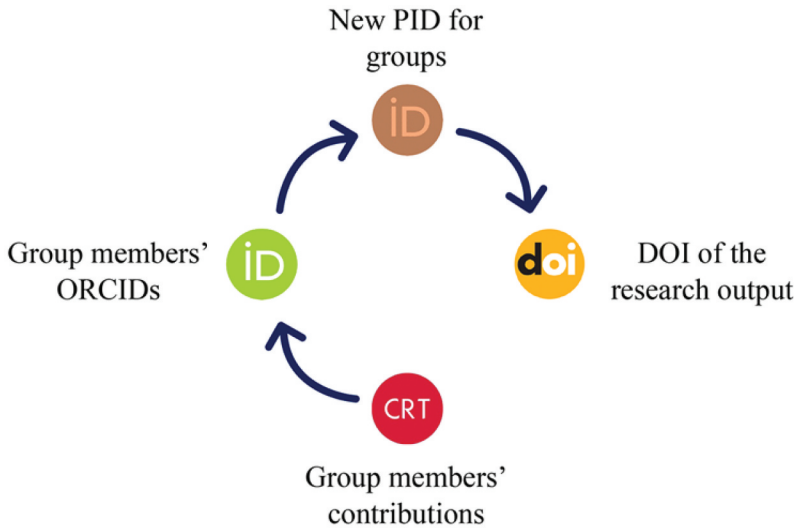 New PID for
groups
iD
Group members’
ORCIDs
iD
doi
DOI of the
research output
CRT
Group members’
contributions